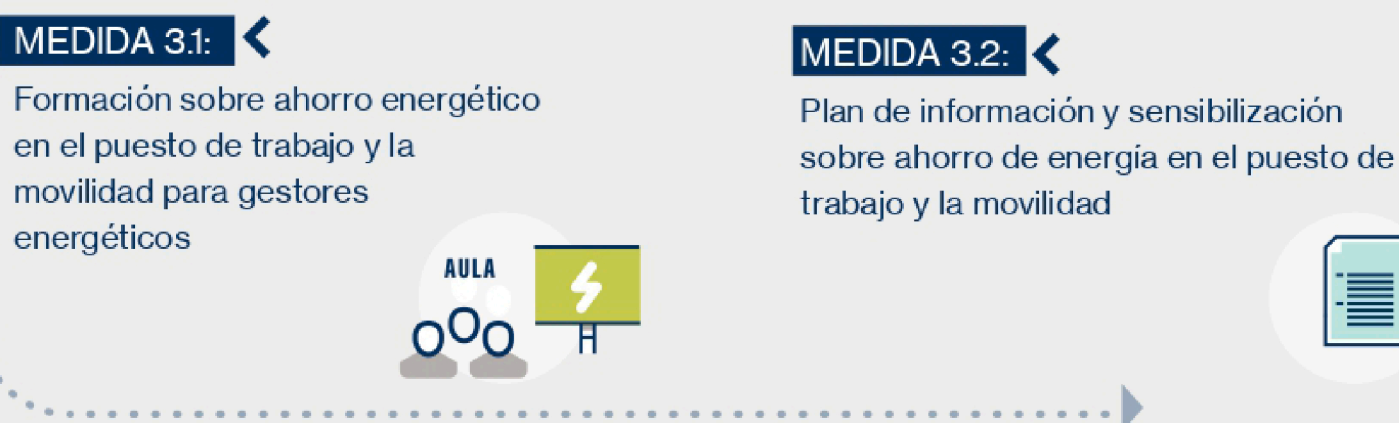 MEDIDA 3.1:
Formación sobre ahorro energético
en el puesto de trabajo y la
movilidad para gestores
energéticos
AULA
MEDIDA 3.2:
Plan de información y sensibilización
sobre ahorro de energía en el puesto de
trabajo y la movilidad